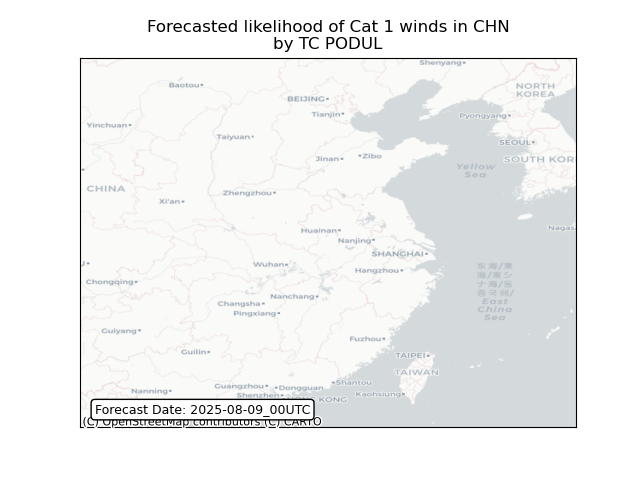 Forecasted likelihood of Cat 1 winds in CHN
by TC PODUL
Shenyang
Baotou
NORTH
KOREA
BEIJING
Tianjin
Pyongyang
Yinchuan
Taiyuan
SEOUL
Jinan
Zibo
SOUTH KOR
Yellow
Sea
CHINA
Zhengzhou
Xi'an
Nagas
Huainan
Nanjing
SHANGHAI
Wuhan
Hangzhou
东海/東
海/東シ
ナ海/동
중국해/
East
China
Sea
Chongqing
Nanchang
Changsha
Pingxiang
Guiyang
Fuzhou
Guilin
TAIPEI
TAIWAN
Shantou
Guangzhou
Dongguan
Nanning
Shenzhen
Kaohsiung
KONG
Forecast Date: 2025-08-09_00UTC
(C) OpenStreetMap contributors (C) CARTO